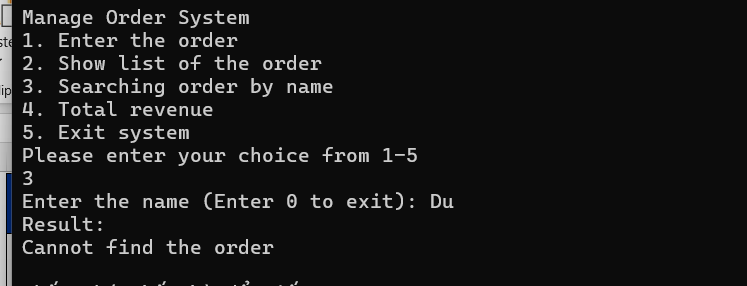 Manage Order System
1. Enter the order
2. Show list of the order
3. Searching order by name
4. Total revenue
5. Exit system
Please enter your choice from 1-5
3
Enter the name (Enter 0 to exit): Du
Result:
Cannot find the order